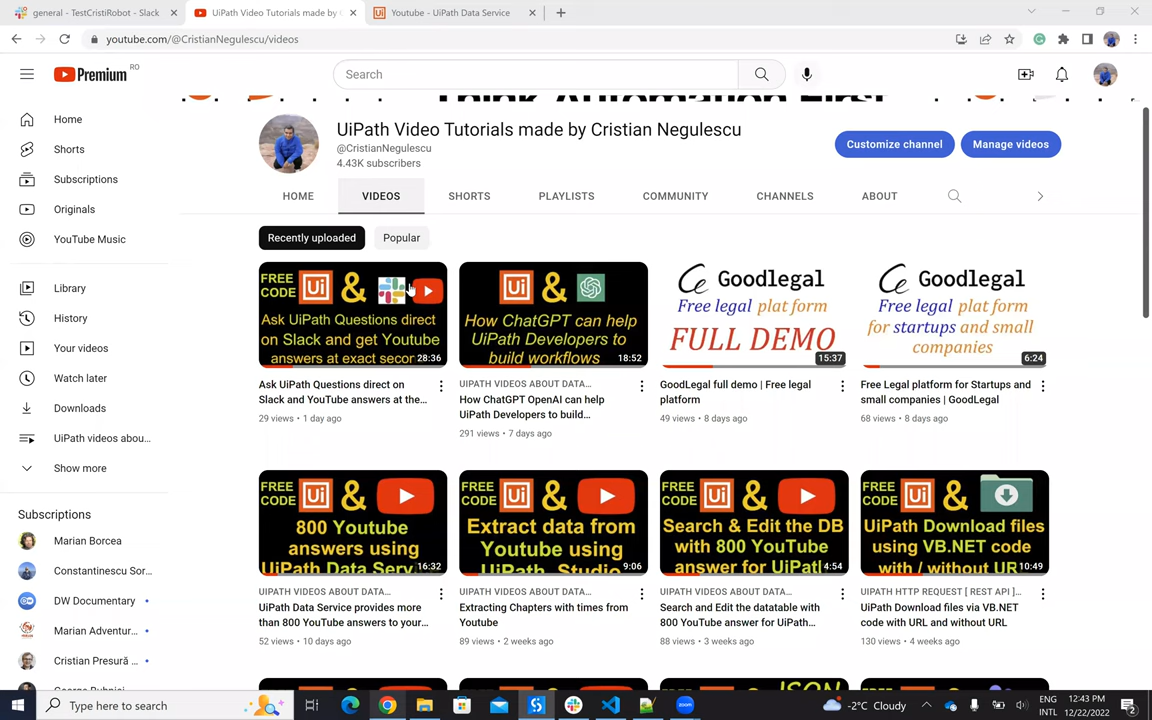 general - TestCristiRobot - Slack
UiPath Video Tutorials made by C
Youtube - UiPath Data Service
youtube.com/@CristianNegulescu/videos
Premium RO
Search
Think Automation First
Home
Shorts
Subscriptions
Originals
YouTube Music
Library
History
Your videos
Watch later
Downloads
UiPath videos abou...
Show more
Subscriptions
Marian Borcea
Constantinescu Sor...
DW Documentary
Marian Adventur...
Cristian Presură ...
UiPath Video Tutorials made by Cristian Negulescu
@CristianNegulescu
4.43K subscribers
Customize channel
Manage videos
HOME
VIDEOS
SHORTS
PLAYLISTS
COMMUNITY
CHANNELS
ABOUT
Recently uploaded
Popular
FREE
CODE
Ui
&
Ask UiPath Questions direct
on Slack and get Youtube
answers at exact secor
28:36
Ask UiPath Questions direct on
Slack and YouTube answers at the...
29 views • 1 day ago
Ui
&
How ChatGPT can help
UiPath Developers to
build workflows
18:52
UIPATH VIDEOS ABOUT DATA...
How ChatGPT OpenAI can help
UiPath Developers to build...
291 views • 7 days ago
Goodlegal
Free legal plat form
FULL DEMO
15:37
GoodLegal full demo | Free legal
platform
49 views • 8 days ago
Goodlegal
Free legal plat form
for startups and small
companies
6:24
Free Legal platform for Startups and
small companies | GoodLegal
68 views • 8 days ago
FREE
CODE
Ui
&
800 Youtube
answers using
UiPath Data Serv
16:32
UIPATH VIDEOS ABOUT DATA...
UiPath Data Service provides more
than 800 YouTube answers to your...
52 views • 10 days ago
FREE
CODE
Ui
&
Extract data from
Youtube using
UiPath Studio
9:06
UIPATH VIDEOS ABOUT DATA...
Extracting Chapters with times from
Youtube
89 views • 2 weeks ago
FREE
CODE
Ui
&
Search & Edit the DB
with 800 YouTube
answer for UiPatl
4:54
UIPATH VIDEOS ABOUT DATA...
Search and Edit the datatable with
800 YouTube answer for UiPath...
88 views • 3 weeks ago
FREE
CODE
Ui
&
UiPath Download files
using VB.NET code
with / without UR
10:49
UIPATH HTTP REQUEST [ REST API ]...
UiPath Download files via VB.NET
code with URL and without URL
130 views • 4 weeks ago
Type here to search
-2°C Cloudy
ENG
INTL
12:43 PM
12/22/2022
2